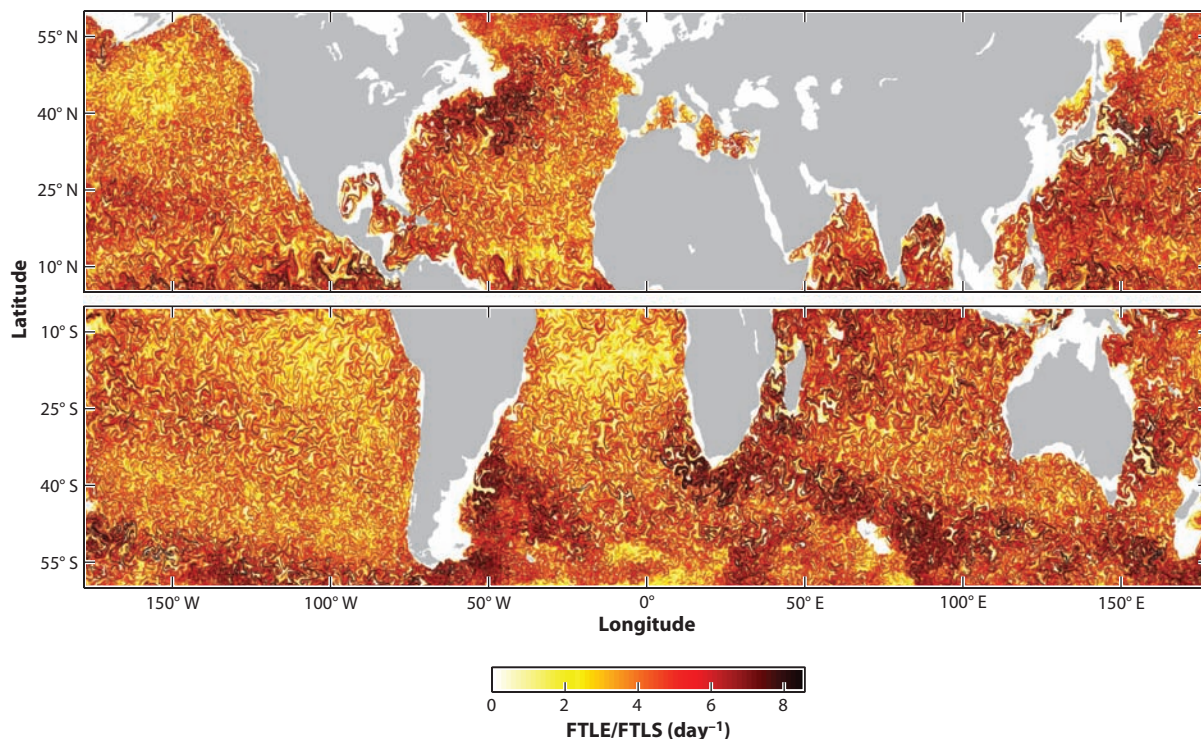 55° N
40° N
25° N
10° N
Latitude
10° S
25° S
40° S
55° S
150° W 100° W 50° W 0° 50° E 100° E 150° E
Longitude
0 2 4 6 8
FTLE/FTLS (day⁻¹)